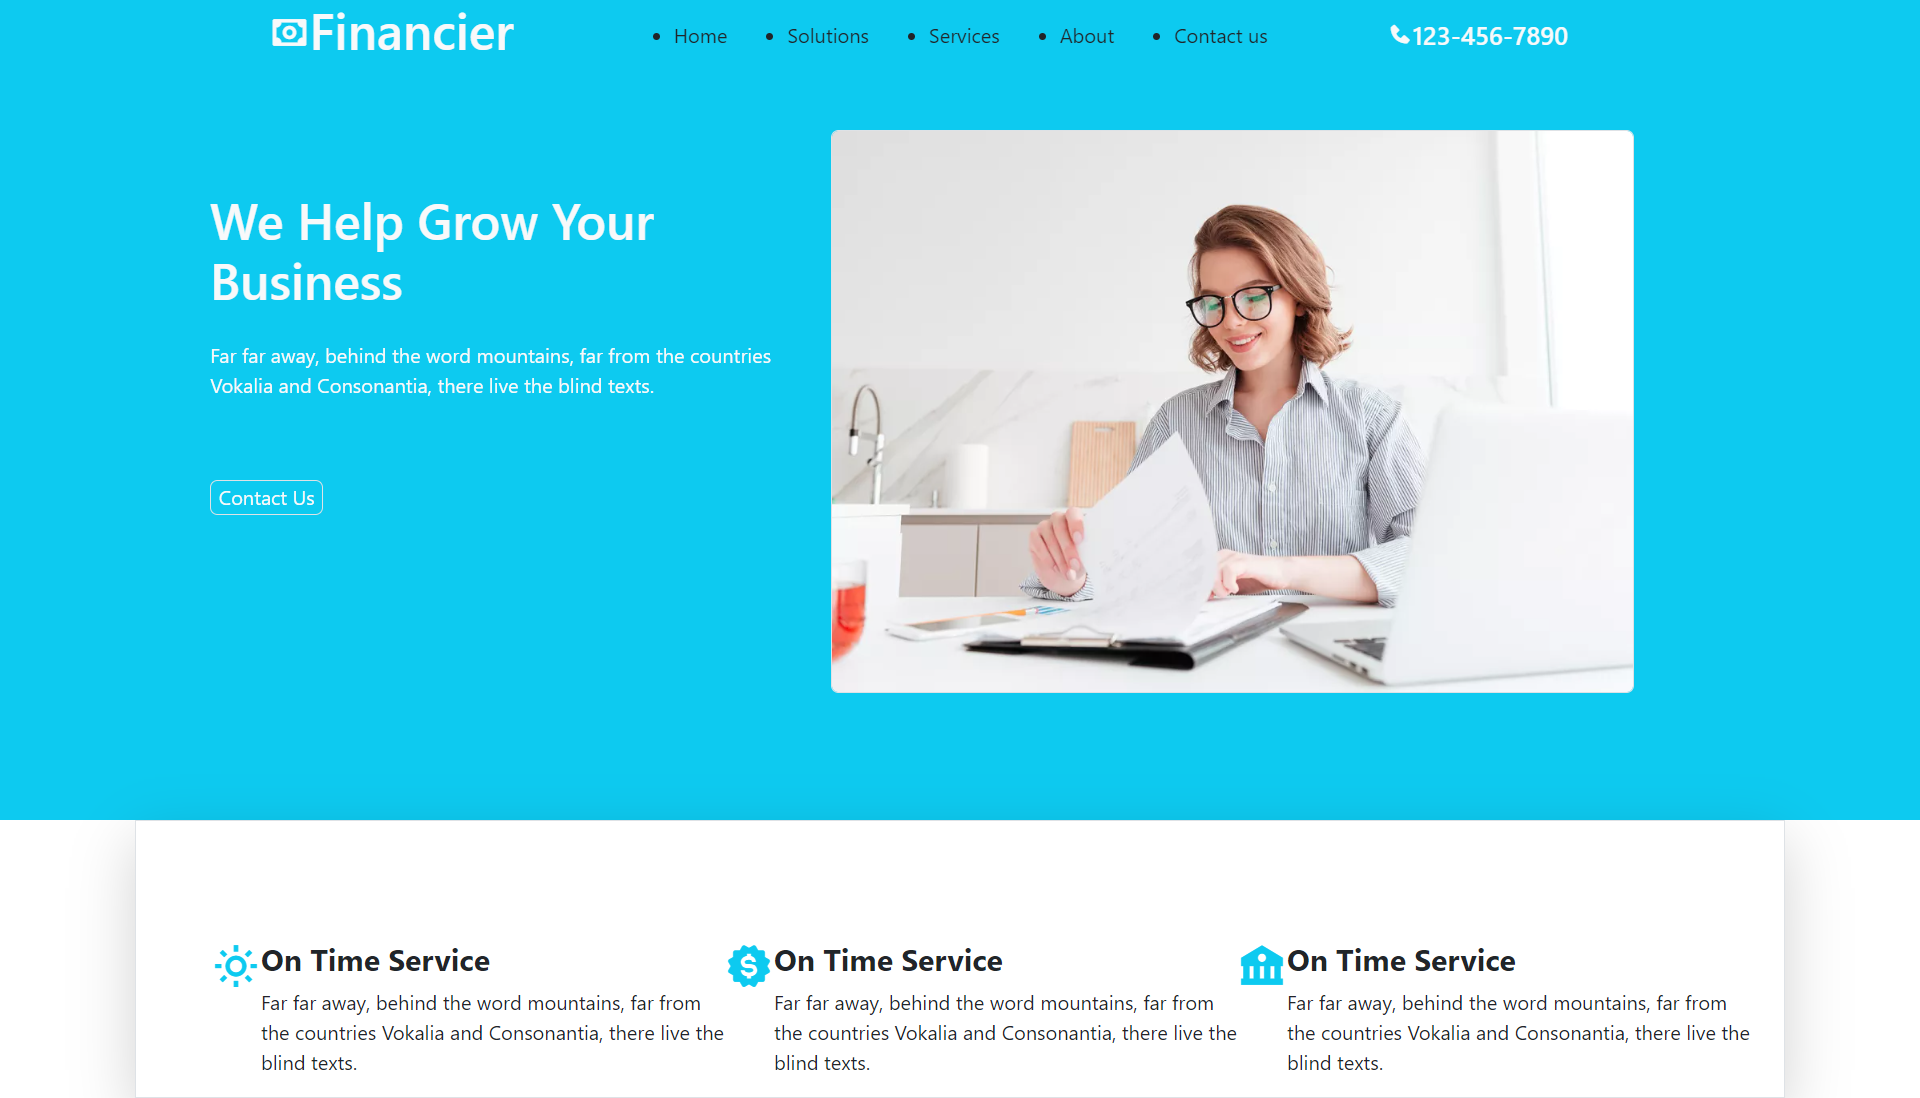 Financier
Home
Solutions
Services
About
Contact us
123-456-7890
We Help Grow Your
Business
Far far away, behind the word mountains, far from the countries
Vokalia and Consonantia, there live the blind texts.
Contact Us
On Time Service
Far far away, behind the word mountains, far from
the countries Vokalia and Consonantia, there live the
blind texts.
On Time Service
Far far away, behind the word mountains, far from
the countries Vokalia and Consonantia, there live the
blind texts.
On Time Service
Far far away, behind the word mountains, far from
the countries Vokalia and Consonantia, there live the
blind texts.